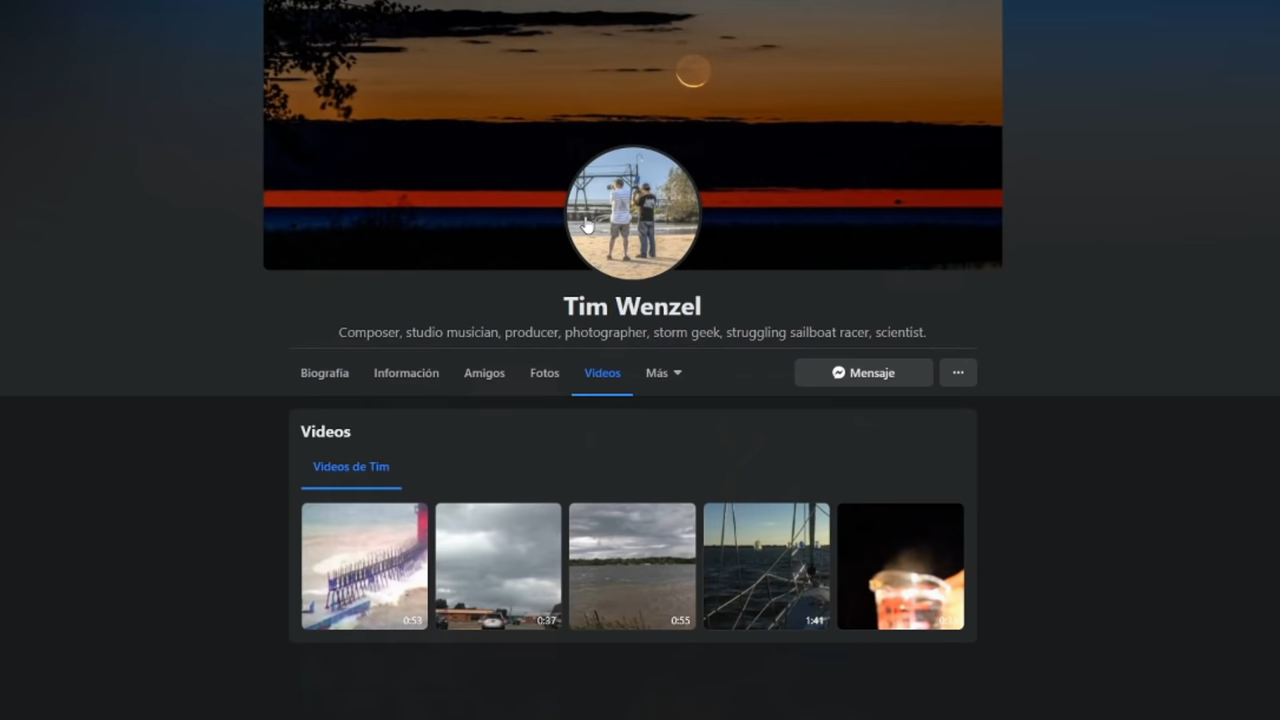 Tim Wenzel
Composer, studio musician, producer, photographer, storm geek, struggling sailboat racer, scientist.
Biografía Información Amigos Fotos Videos Más Mensaje ...
Videos
Videos de Tim
0:53 0:37 0:55 1:41